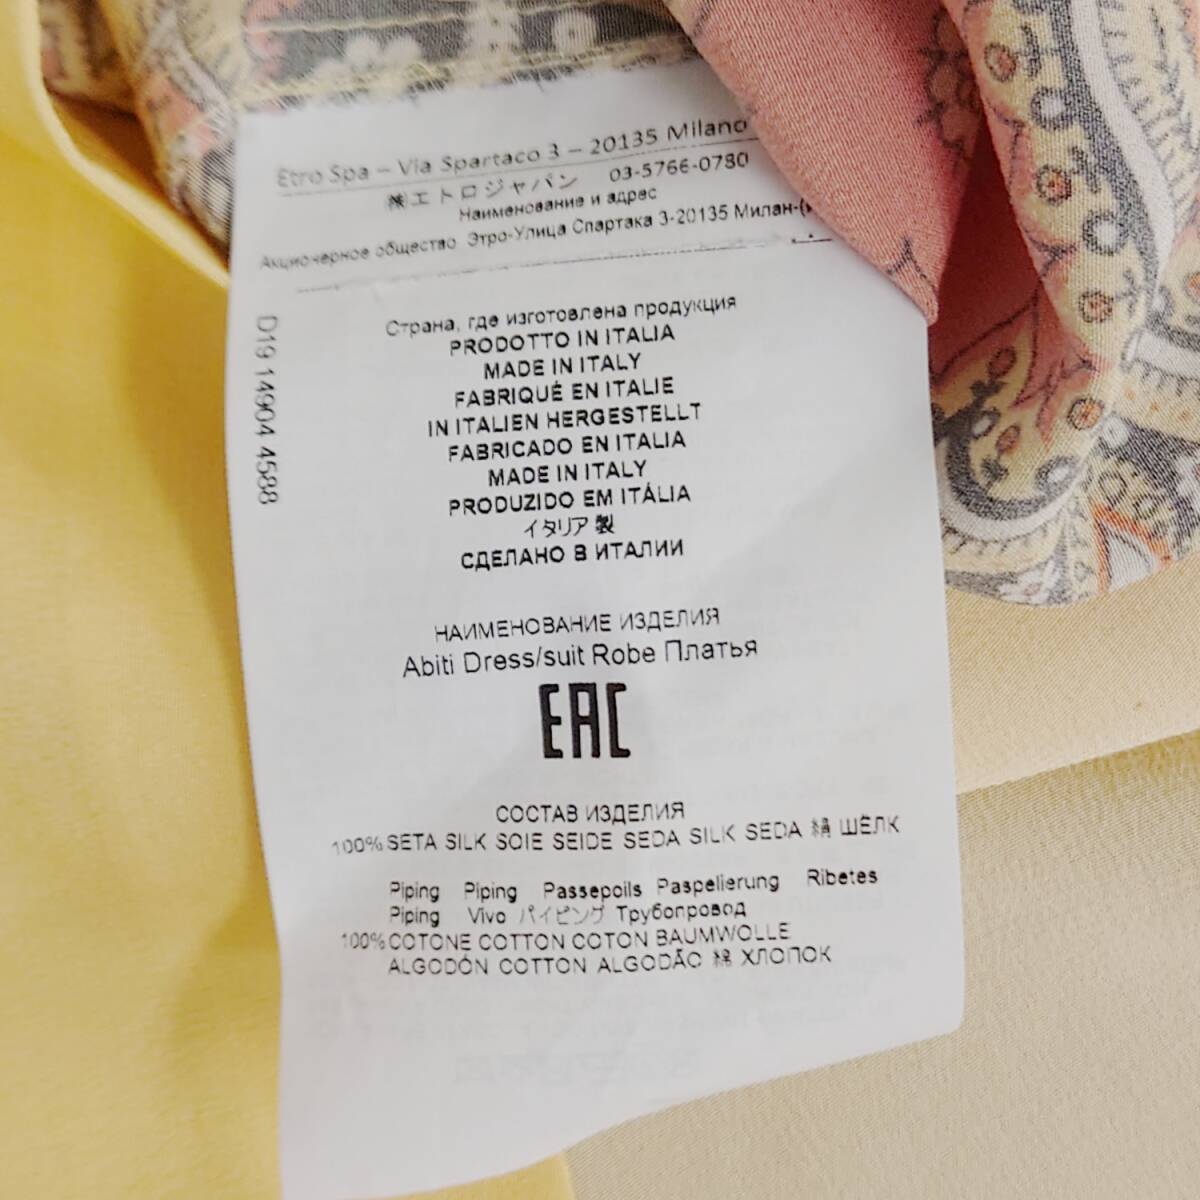 Etro Spa – Via Spartaco 3 – 20135 Milano
㈱エトロジャパン 03-5766-0780
Наименование и адрес
Акционерное общество Этро-Улица Спартака 3-20135 Милан-
D19 14904 4588
Страна, где изготовлена продукция
PRODOTTO IN ITALIA
MADE IN ITALY
FABRIQUÉ EN ITALIE
IN ITALIEN HERGESTELLT
FABRICADO EN ITALIA
MADE IN ITALY
PRODUZIDO EM ITÁLIA
イタリア製
СДЕЛАНО В ИТАЛИИ
НАИМЕНОВАНИЕ ИЗДЕЛИЯ
Abiti Dress/suit Robe Платья
EAC
СОСТАВ ИЗДЕЛИЯ
100% SETA SILK SOIE SEIDE SEDA SILK SEDA 絹 ШЁЛК
Piping Piping Passepoils Paspelierung Ribetes
Piping Vivo パイピング Трубопровод
100% COTONE COTTON COTON BAUMWOLLE
ALGODÓN COTTON ALGODÃO 綿 ХЛОПОК